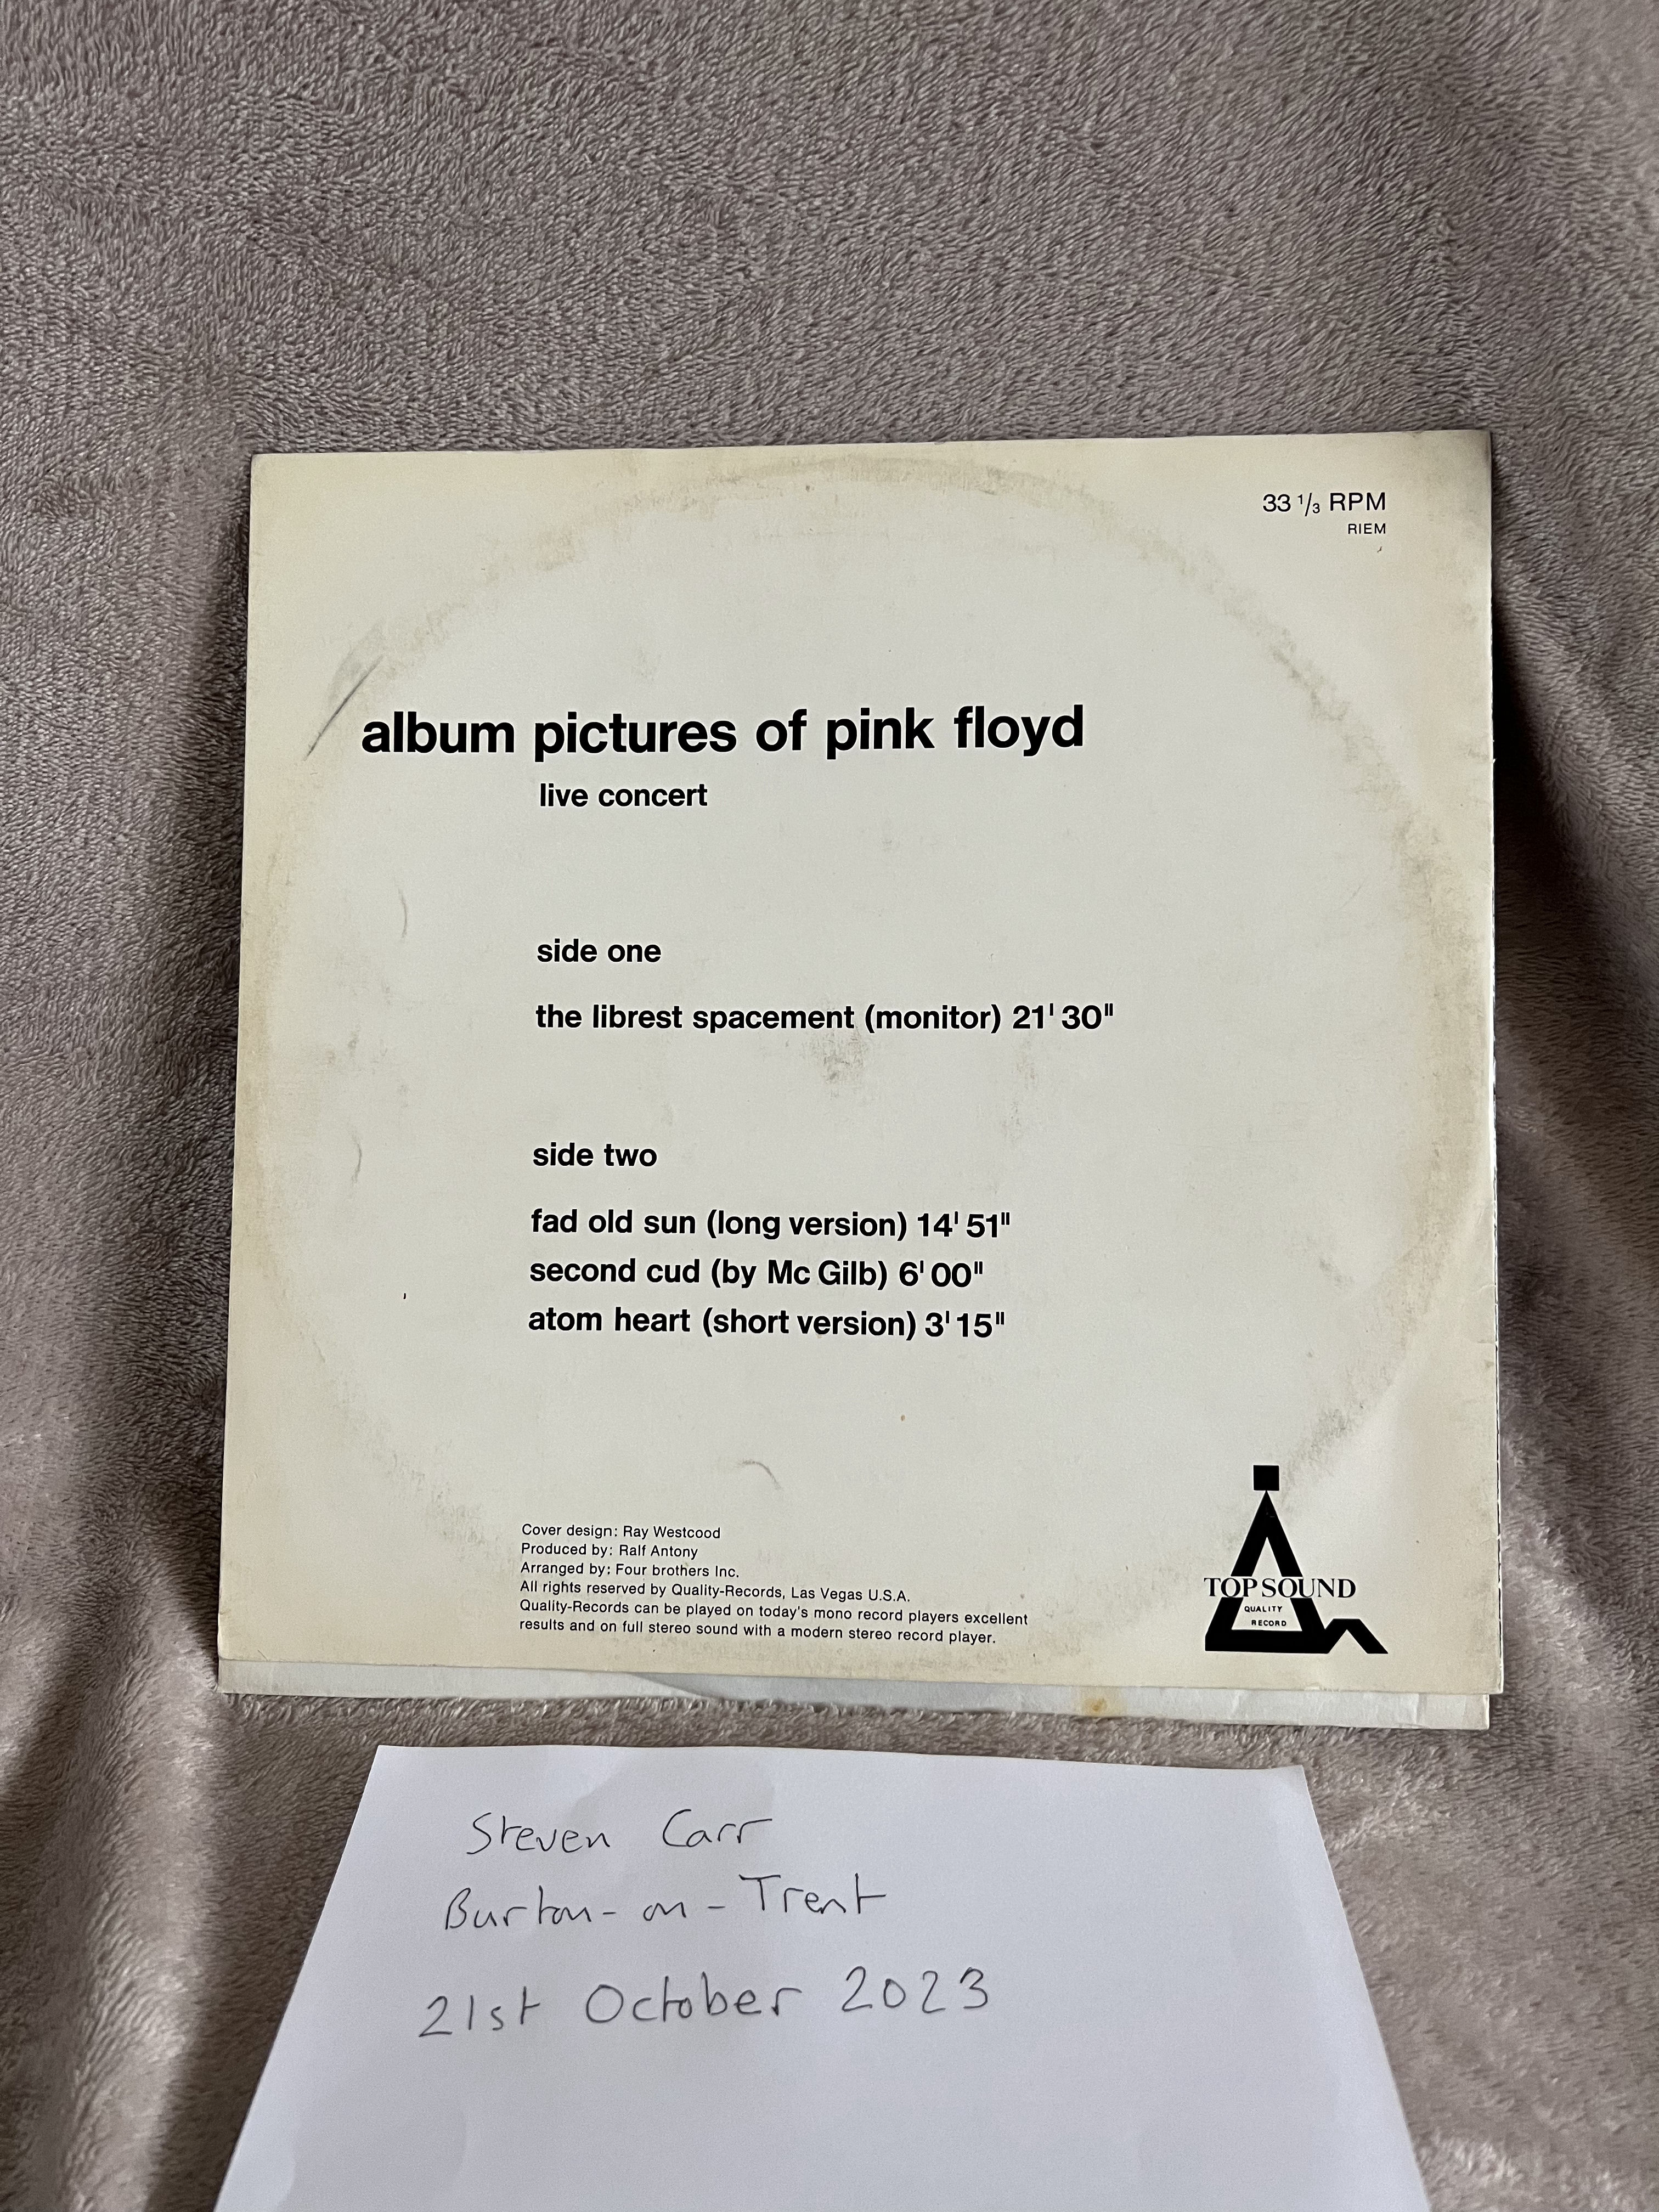 33 1/3 RPM
RIEM
album pictures of pink floyd
live concert
side one
the librest spacement (monitor) 21' 30"
side two
fad old sun (long version) 14' 51"
second cud (by Mc Gilb) 6' 00"
atom heart (short version) 3' 15"
Cover design: Ray Westcood
Produced by: Ralf Antony
Arranged by: Four brothers Inc.
All rights reserved by Quality-Records, Las Vegas U.S.A.
Quality-Records can be played on today's mono record players excellent
results and on full stereo sound with a modern stereo record player.
TOP SOUND
QUALITY
RECORD
Steven Carr
Burton-on-Trent
21st October 2023